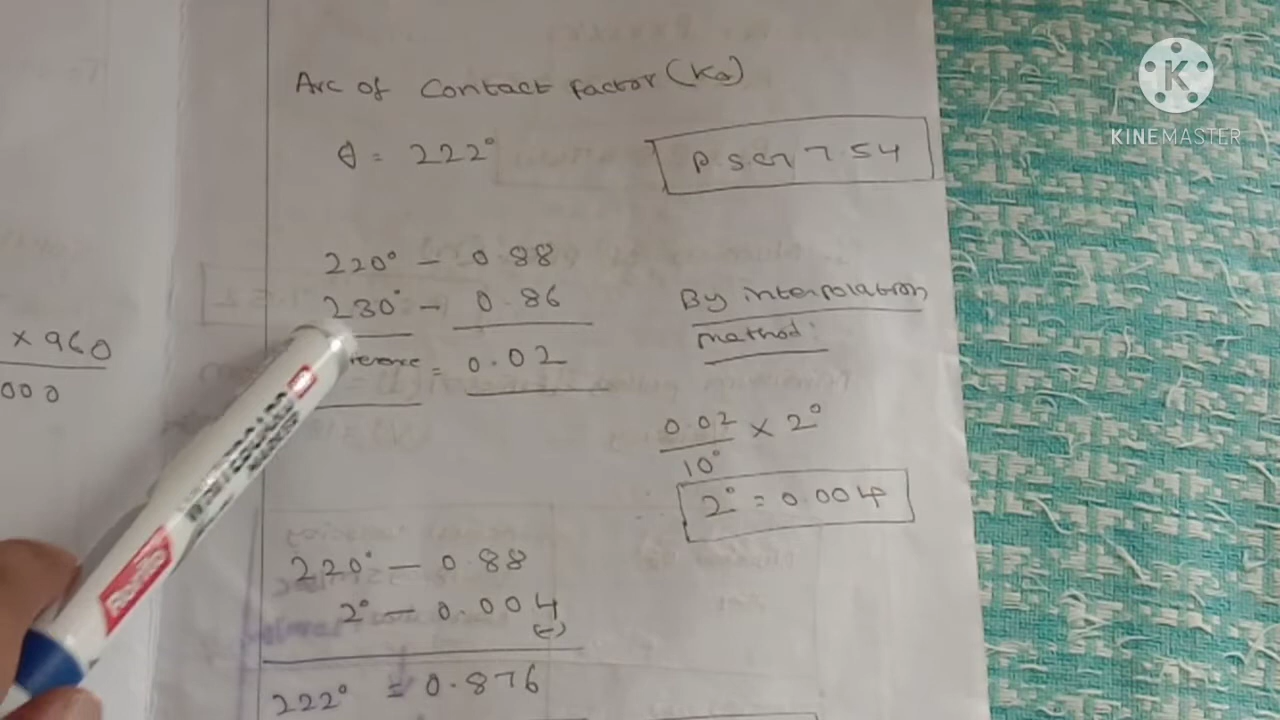 Arc of Contact Factor (Kd)
θ = 222°
P S G 7.54
220° - 0.88
230° - 0.86
= 0.02
By interpolation
method:
0.02
10°
× 2°
2° = 0.004
220° - 0.88
2° - 0.004
(-)
222° = 0.876
× 960
000
KINEMASTER